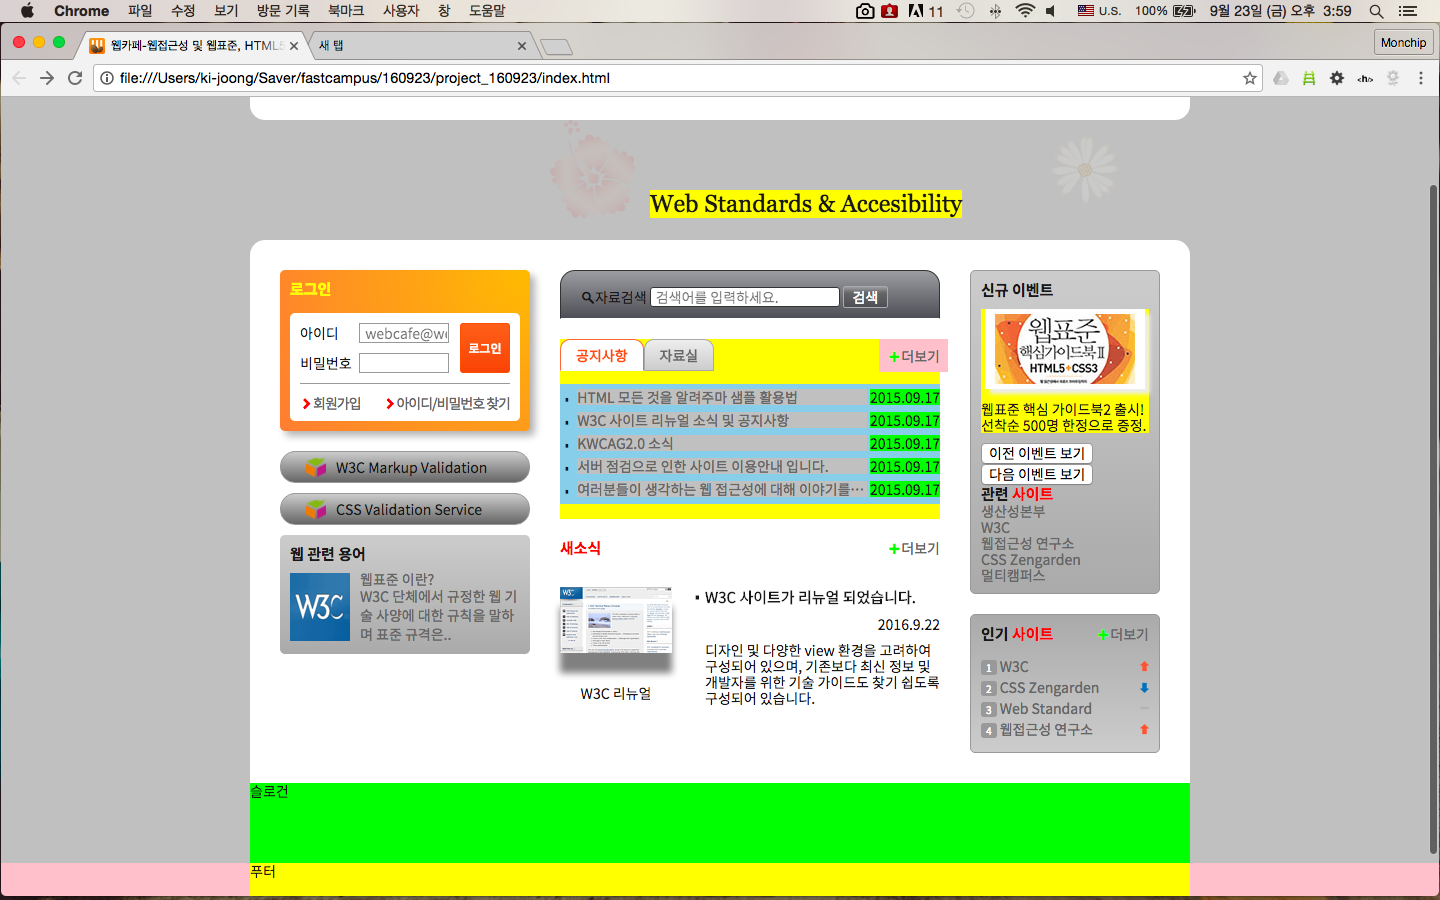 Chrome 파일 수정 보기 방문 기록 북마크 사용자 창 도움말 11 U.S. 100% 9월 23일 (금) 오후 3:59
웹카페-웹접근성 및 웹표준, HTML5 새 탭 Monchip
file:///Users/ki-joong/Saver/fastcampus/160923/project_160923/index.html
Web Standards & Accesibility
로그인
아이디 webcafe@we
비밀번호
로그인
회원가입 아이디/비밀번호 찾기
W3C Markup Validation
CSS Validation Service
웹 관련 용어
W3C
웹표준 이란?
W3C 단체에서 규정한 웹 기
술 사양에 대한 규칙을 말하
며 표준 규격은..
자료검색 검색어를 입력하세요. 검색
공지사항 자료실 +더보기
HTML 모든 것을 알려주마 샘플 활용법 2015.09.17
W3C 사이트 리뉴얼 소식 및 공지사항 2015.09.17
KWCAG2.0 소식 2015.09.17
서버 점검으로 인한 사이트 이용안내 입니다. 2015.09.17
여러분들이 생각하는 웹 접근성에 대해 이야기를… 2015.09.17
새소식 +더보기
W3C 리뉴얼
W3C 사이트가 리뉴얼 되었습니다.
2016.9.22
디자인 및 다양한 view 환경을 고려하여
구성되어 있으며, 기존보다 최신 정보 및
개발자를 위한 기술 가이드도 찾기 쉽도록
구성되어 있습니다.
신규 이벤트
웹표준
핵심가이드북II
HTML5+CSS3
웹표준 핵심 가이드북2 출시!
선착순 500명 한정으로 증정.
이전 이벤트 보기
다음 이벤트 보기
관련 사이트
생산성본부
W3C
웹접근성 연구소
CSS Zengarden
멀티캠퍼스
인기 사이트 +더보기
1 W3C
2 CSS Zengarden
3 Web Standard
4 웹접근성 연구소
슬로건
푸터